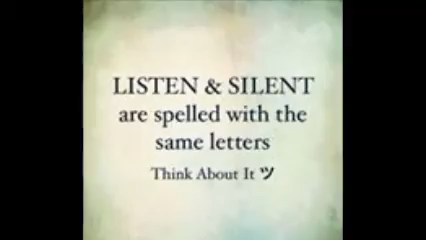 LISTEN & SILENT
are spelled with the
same letters
Think About It ツ